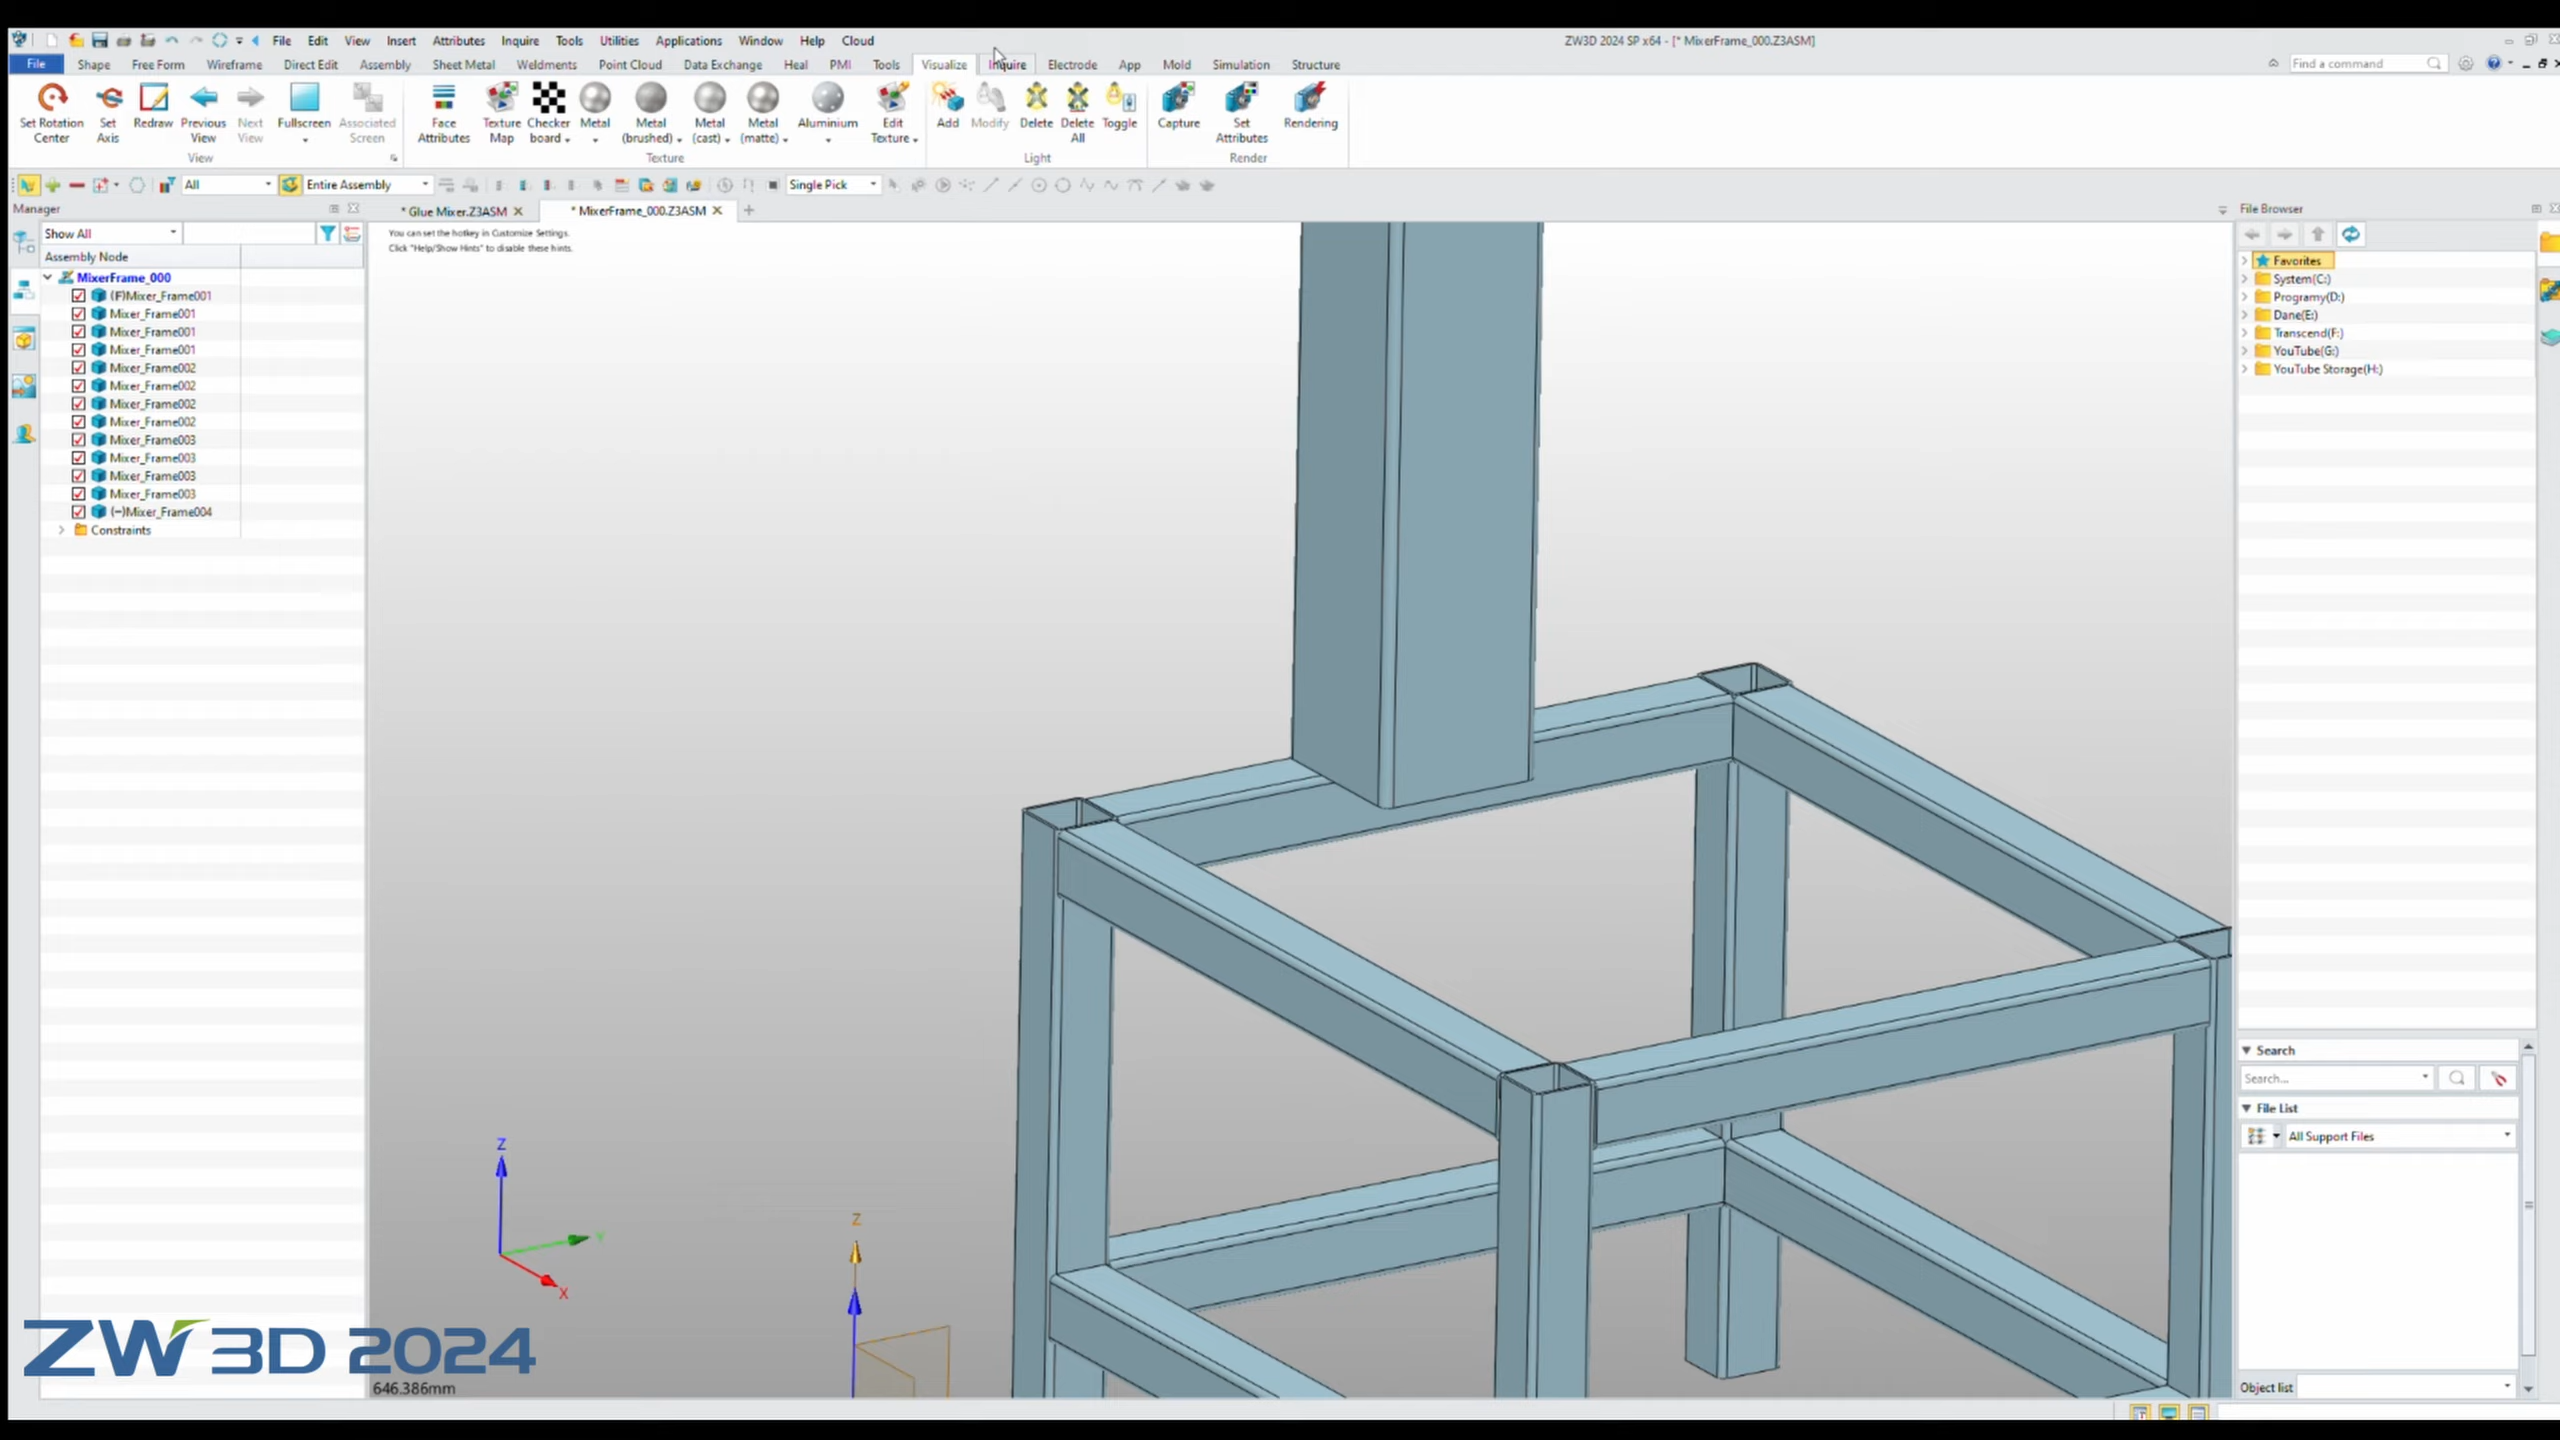 File Edit View Insert Attributes Inquire Tools Utilities Applications Window Help Cloud
ZW3D 2024 SP x64 - [* MixerFrame_000.Z3ASM]
File Shape Free Form Wireframe Direct Edit Assembly Sheet Metal Weldments Point Cloud Data Exchange Heal PMI Tools Visualize Inquire Electrode App Mold Simulation Structure
Find a command
Set Rotation Center
Set Axis
Redraw
Previous View
Next View
Fullscreen
Associated Screen
Face Attributes
Texture Map
Checker board
Metal
Metal (brushed)
Metal (cast)
Metal (matte)
Aluminium
Edit Texture
Add
Modify
Delete
Delete All
Toggle
Capture
Set Attributes
Rendering
View
Texture
Light
Render
All
Entire Assembly
Single Pick
Manager
* Glue Mixer.Z3ASM
* MixerFrame_000.Z3ASM
File Browser
Show All
You can set the hotkey in Customize Settings.
Click "Help/Show Hints" to disable these hints.
Assembly Node
MixerFrame_000
(F)Mixer_Frame001
Mixer_Frame001
Mixer_Frame001
Mixer_Frame001
Mixer_Frame002
Mixer_Frame002
Mixer_Frame002
Mixer_Frame002
Mixer_Frame003
Mixer_Frame003
Mixer_Frame003
Mixer_Frame003
(-)Mixer_Frame004
Constraints
Favorites
System(C:)
Programy(D:)
Dane(E:)
Transcend(F:)
YouTube(G:)
YouTube Storage(H:)
Search
Search...
File List
All Support Files
Object list
Z
Y
X
Z
ZW3D 2024
646.386mm